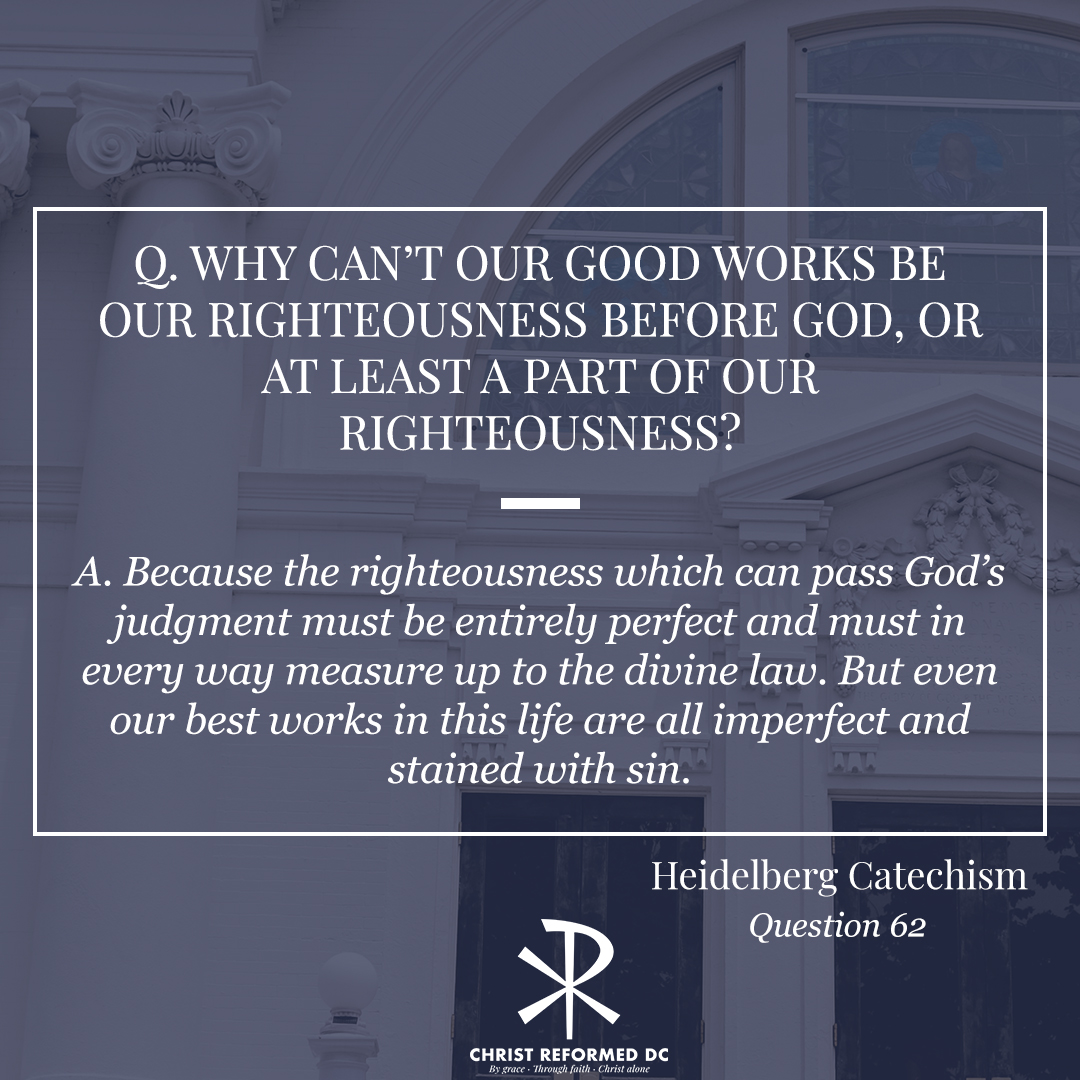 Q. WHY CAN’T OUR GOOD WORKS BE
OUR RIGHTEOUSNESS BEFORE GOD, OR
AT LEAST A PART OF OUR
RIGHTEOUSNESS?
A. Because the righteousness which can pass God’s
judgment must be entirely perfect and must in
every way measure up to the divine law. But even
our best works in this life are all imperfect and
stained with sin.
Heidelberg Catechism
Question 62
CHRIST REFORMED DC
By grace · Through faith · Christ alone